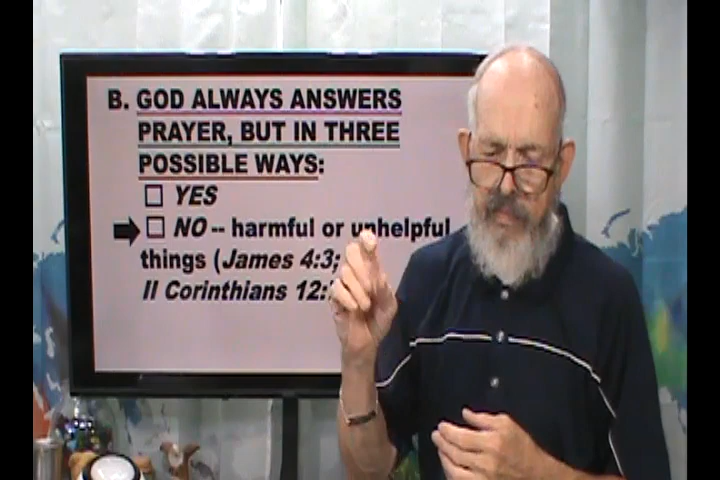 B. GOD ALWAYS ANSWERS
PRAYER, BUT IN THREE
POSSIBLE WAYS:
YES
NO -- harmful or unhelpful
things (James 4:3;
II Corinthians 12: